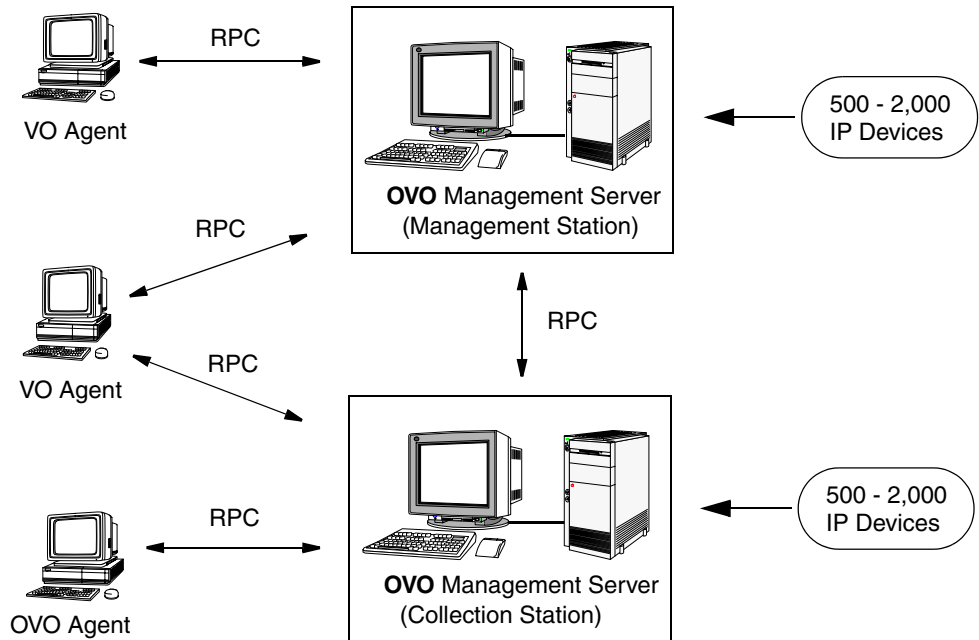 RPC
VO Agent
OVO Management Server
(Management Station)
500 - 2,000
IP Devices
RPC
VO Agent
RPC
RPC
OVO Management Server
(Collection Station)
500 - 2,000
IP Devices
RPC
OVO Agent